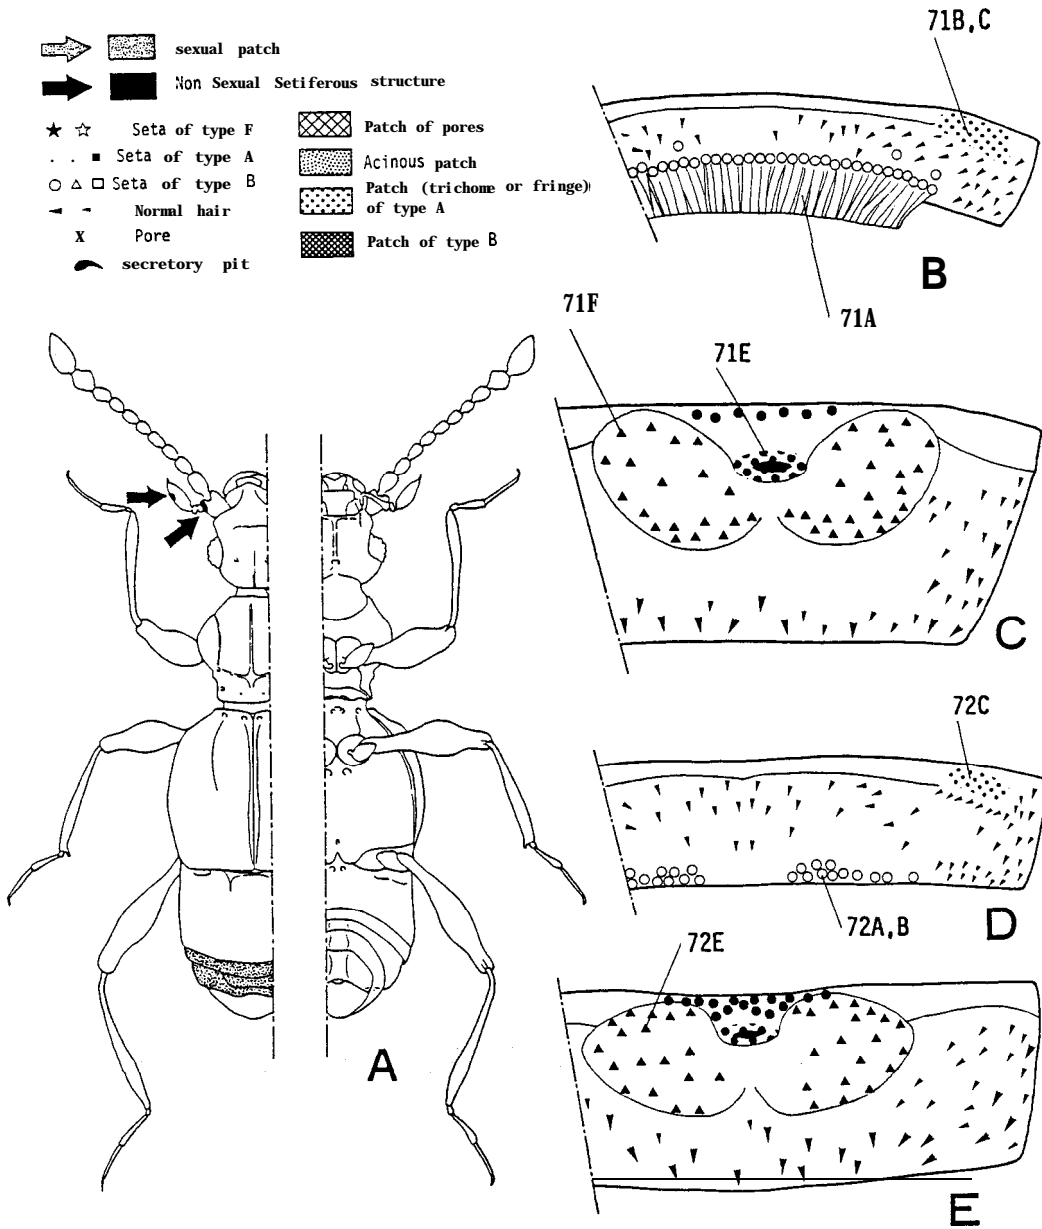 sexual patch
Non Sexual Setiferous structure
Seta of type F
Seta of type A
Seta of type B
Normal hair
X Pore
secretory pit
Patch of pores
Acinous patch
Patch (trichome or fringe)
of type A
Patch of type B
71B,C
B
71A
71F
71E
C
72C
D
72A,B
72E
A
E